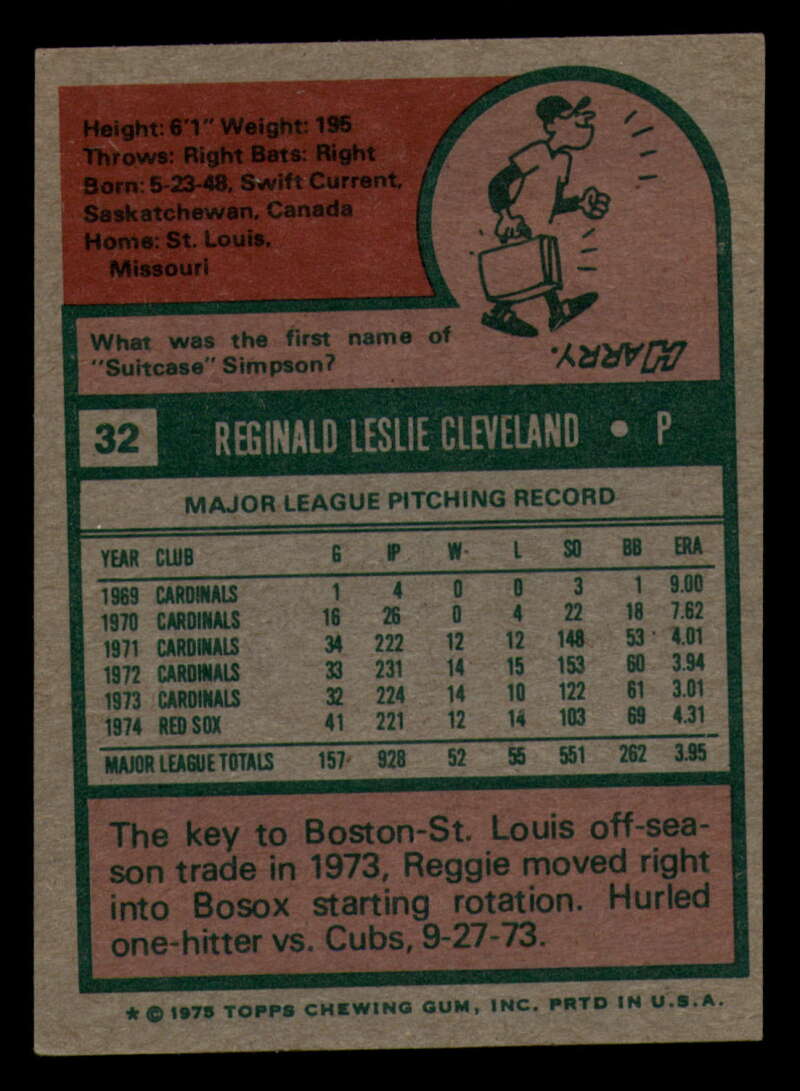 Height: 6'1" Weight: 195
Throws: Right Bats: Right
Born: 5-23-48, Swift Current,
Saskatchewan, Canada
Home: St. Louis,
Missouri
What was the first name of
"Suitcase" Simpson?
HARRY.
32 REGINALD LESLIE CLEVELAND • P
MAJOR LEAGUE PITCHING RECORD
YEAR CLUB G IP W L SO BB ERA
1969 CARDINALS 1 4 0 0 3 1 9.00
1970 CARDINALS 16 26 0 4 22 18 7.62
1971 CARDINALS 34 222 12 12 148 53 4.01
1972 CARDINALS 33 231 14 15 153 60 3.94
1973 CARDINALS 32 224 14 10 122 61 3.01
1974 RED SOX 41 221 12 14 103 69 4.31
MAJOR LEAGUE TOTALS 157 928 52 55 551 262 3.95
The key to Boston-St. Louis off-sea-
son trade in 1973, Reggie moved right
into Bosox starting rotation. Hurled
one-hitter vs. Cubs, 9-27-73.
* © 1975 TOPPS CHEWING GUM, INC. PRTD IN U.S.A.